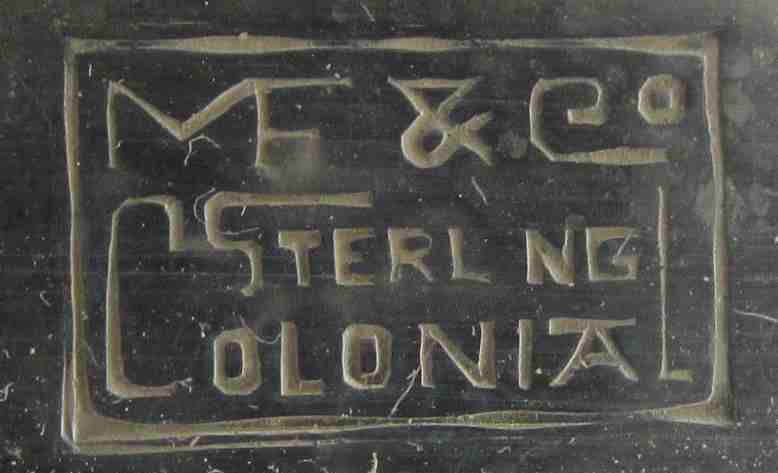 MF & Co
STERL NG
COLONIAL